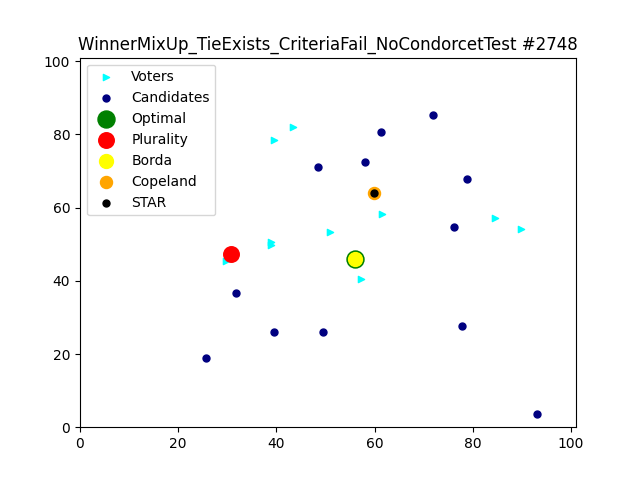 WinnerMixUp_TieExists_CriteriaFail_NoCondorcetTest #2748
100
80
60
40
20
0
Voters
Candidates
Optimal
Plurality
Borda
Copeland
STAR
0 20 40 60 80 100